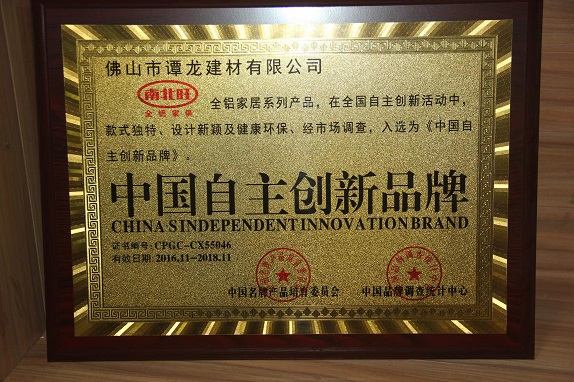 佛山市谭龙建材有限公司
南北旺
全铝家装
全铝家居系列产品,在全国自主创新活动中,
款式独特、设计新颖及健康环保、经市场调查,入选为《中国自
主创新品牌》。
中国自主创新品牌
CHINA'S INDEPENDENT INNOVATION BRAND
证书编号:CPGC-CX55046
有效日期:2016.11-2018.11
中国名牌产品培育委员会
中国品牌调查统计中心